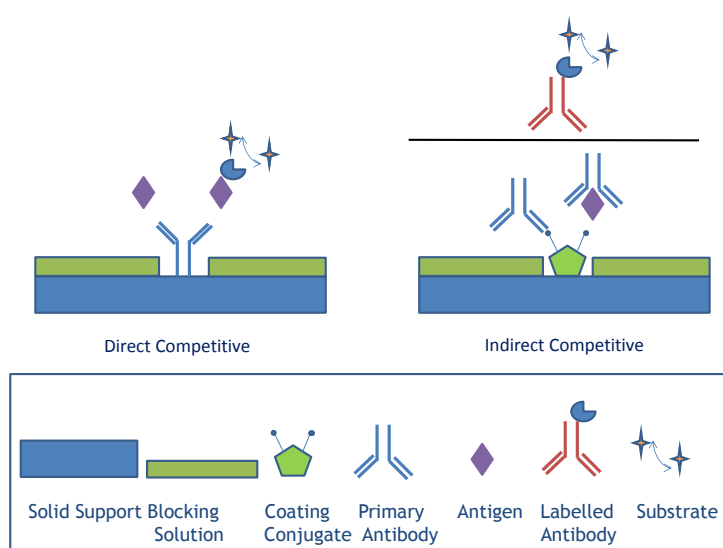 Direct Competitive
Indirect Competitive
Solid Support Blocking Coating Primary Antigen Labelled Substrate
Solution Conjugate Antibody Antibody